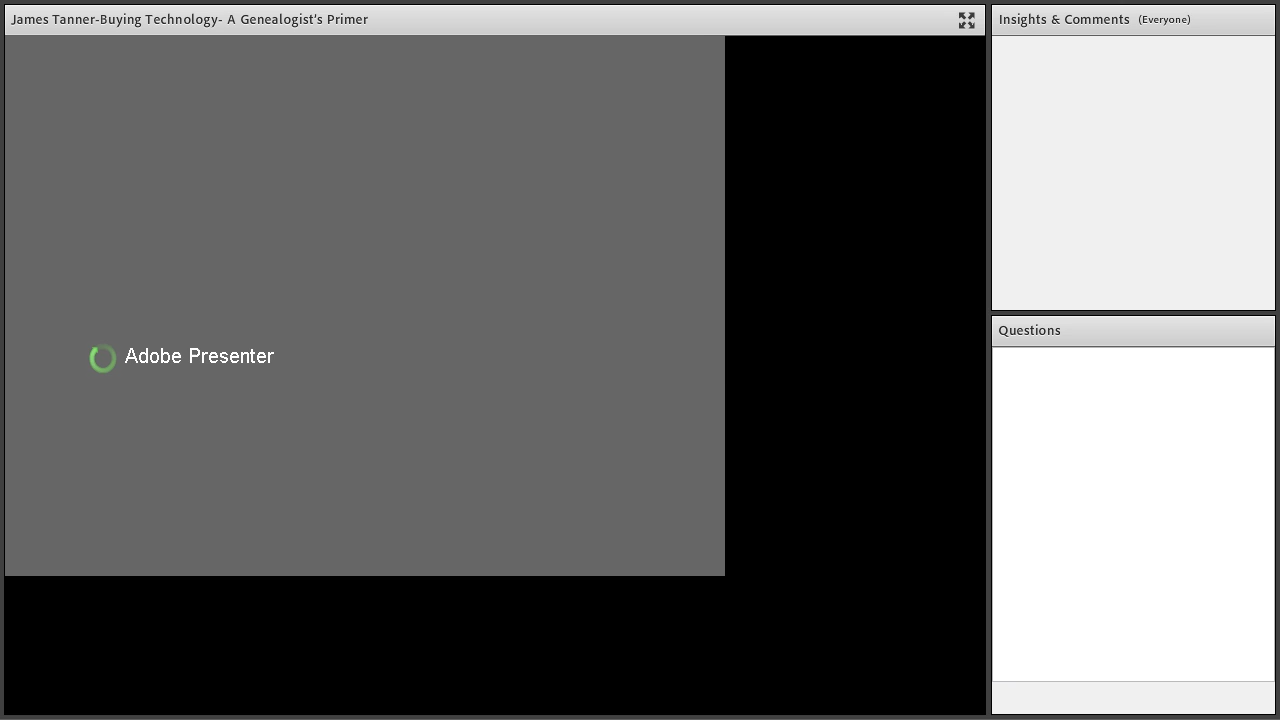 James Tanner-Buying Technology- A Genealogist's Primer
Insights & Comments (Everyone)
Questions
Adobe Presenter